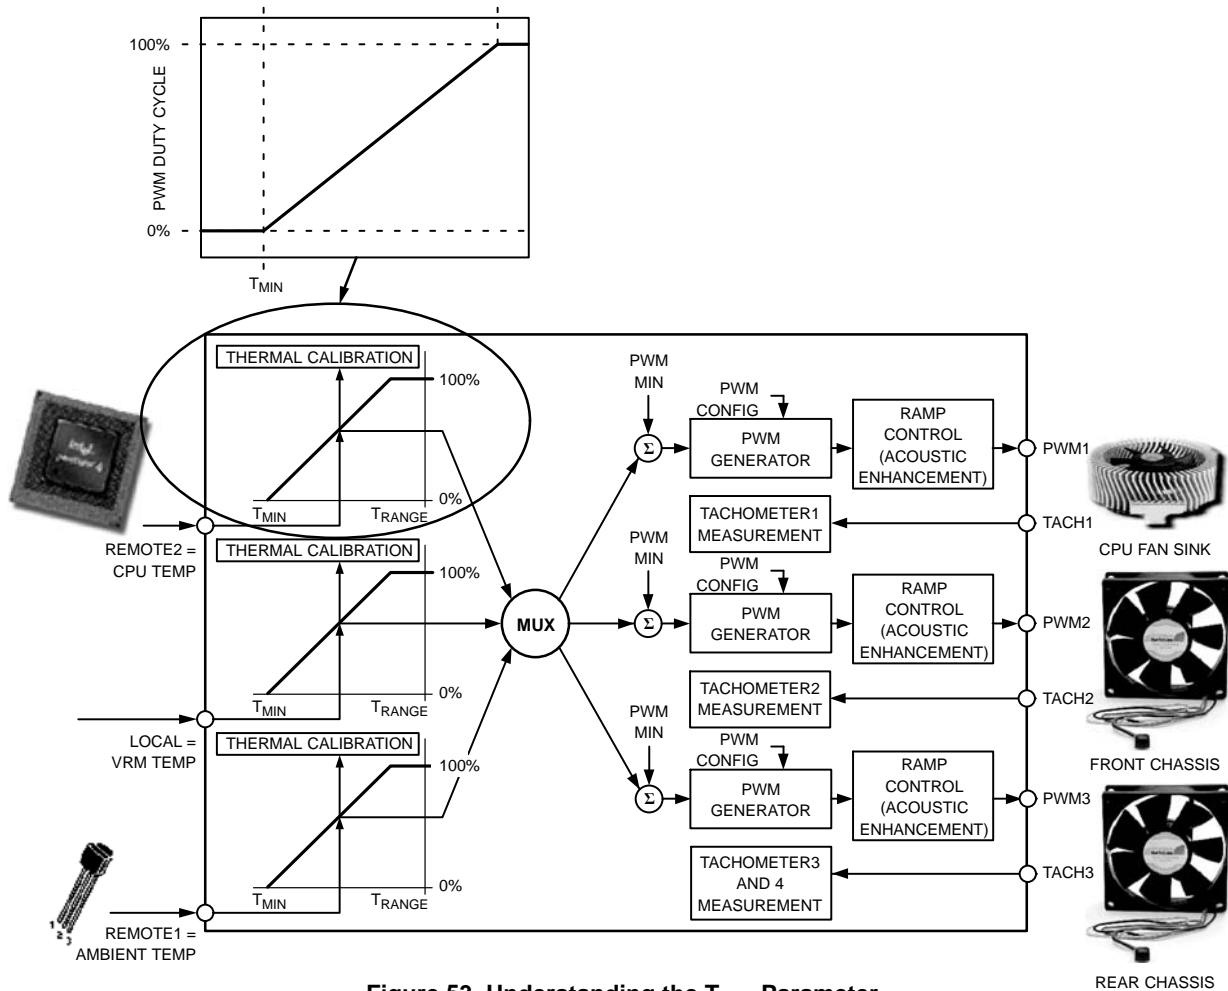 100%
PWM DUTY CYCLE
0%
TMIN
THERMAL CALIBRATION
100%
0%
TMIN
TRANGE
REMOTE2 =
CPU TEMP
THERMAL CALIBRATION
100%
0%
TMIN
TRANGE
LOCAL =
VRM TEMP
THERMAL CALIBRATION
100%
0%
TMIN
TRANGE
REMOTE1 =
AMBIENT TEMP
1
2
3
MUX
PWM
MIN
Σ
PWM
CONFIG
PWM
GENERATOR
RAMP
CONTROL
(ACOUSTIC
ENHANCEMENT)
PWM1
TACHOMETER1
MEASUREMENT
TACH1
CPU FAN SINK
PWM
MIN
Σ
PWM
CONFIG
PWM
GENERATOR
RAMP
CONTROL
(ACOUSTIC
ENHANCEMENT)
PWM2
TACHOMETER2
MEASUREMENT
TACH2
FRONT CHASSIS
PWM
MIN
Σ
PWM
CONFIG
PWM
GENERATOR
RAMP
CONTROL
(ACOUSTIC
ENHANCEMENT)
PWM3
TACHOMETER3
AND 4
MEASUREMENT
TACH3
REAR CHASSIS
Figure 53. Understanding the T Parameter